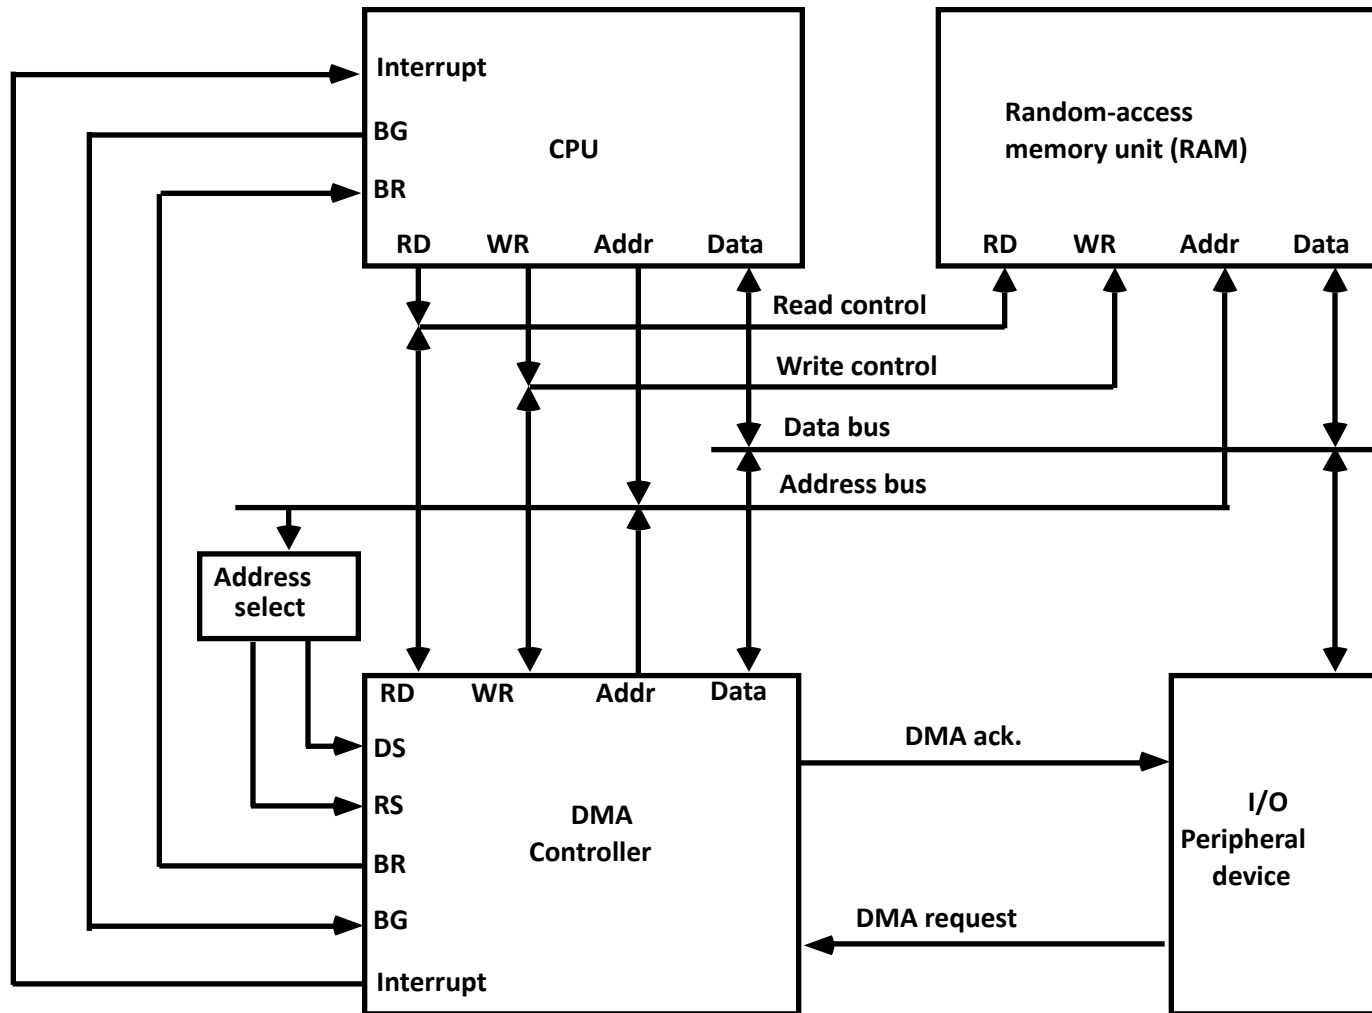 Interrupt
BG
CPU
BR
RD WR Addr Data
Random-access
memory unit (RAM)
RD WR Addr Data
Read control
Write control
Data bus
Address bus
Address
select
RD WR Addr Data
DS
RS
BR
BG
Interrupt
DMA
Controller
DMA ack.
DMA request
I/O
Peripheral
device